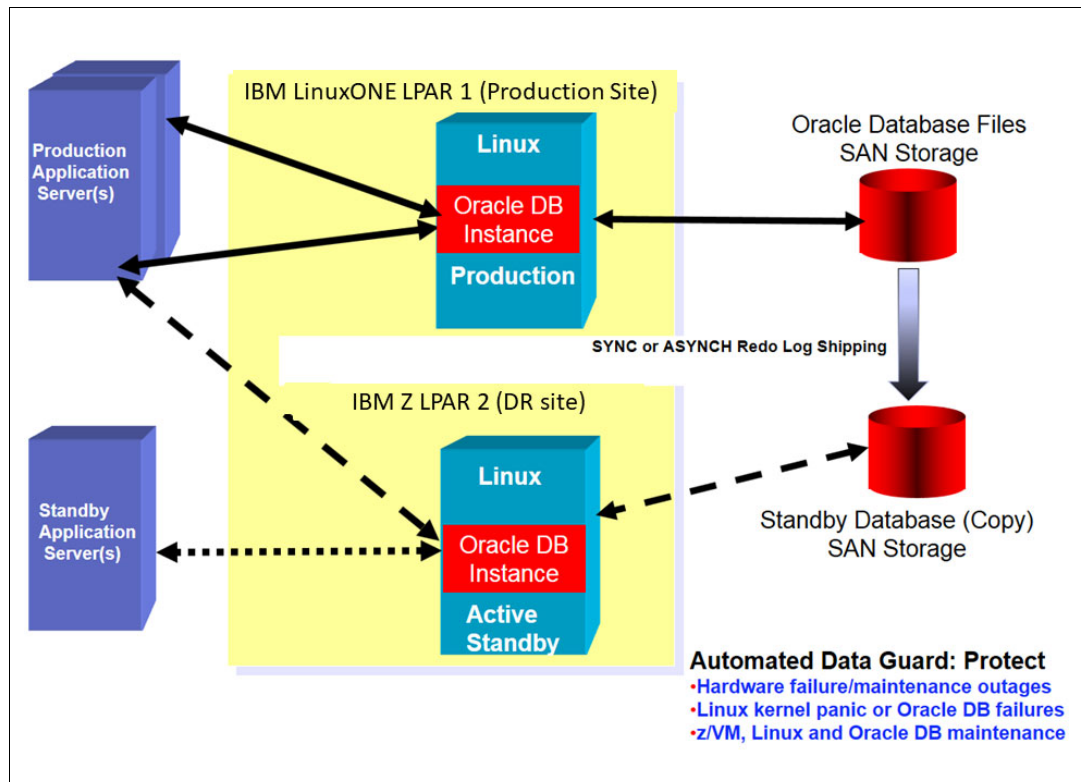 IBM LinuxONE LPAR 1 (Production Site)
Production
Application
Server(s)
Linux
Oracle DB
Instance
Production
Oracle Database Files
SAN Storage
SYNC or ASYNCH Redo Log Shipping
IBM Z LPAR 2 (DR site)
Standby
Application
Server(s)
Linux
Oracle DB
Instance
Active
Standby
Standby Database (Copy)
SAN Storage
Automated Data Guard: Protect
•Hardware failure/maintenance outages
•Linux kernel panic or Oracle DB failures
•z/VM, Linux and Oracle DB maintenance